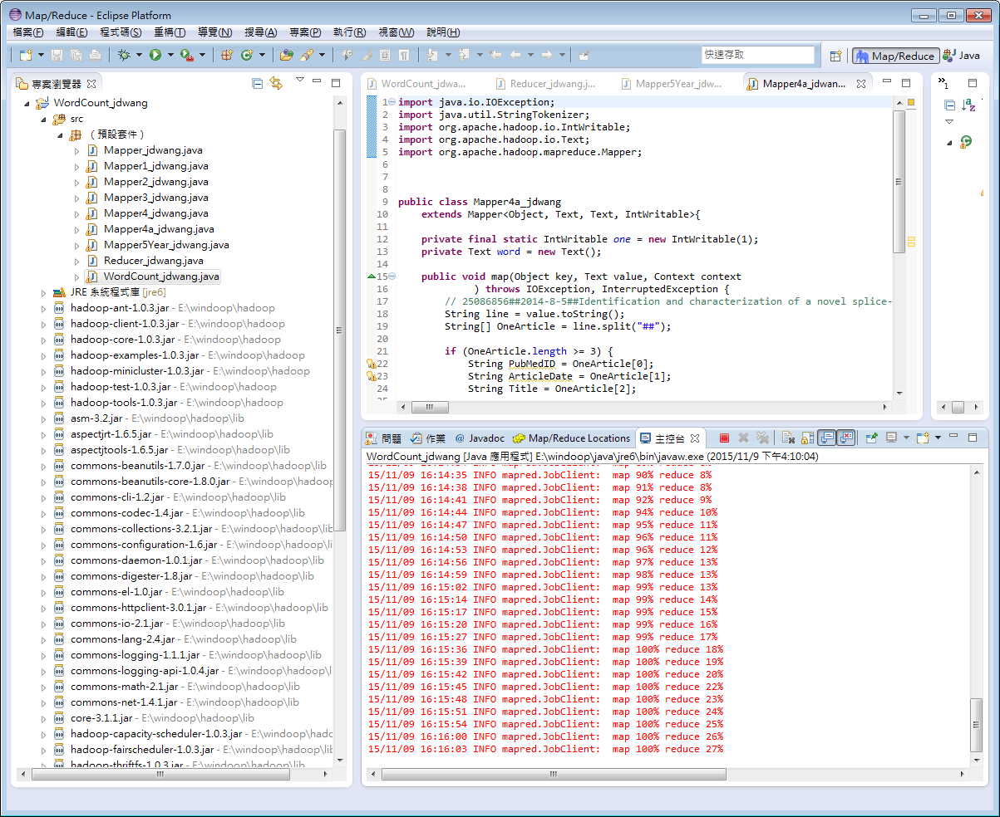 Map/Reduce - Eclipse Platform
檔案(F) 編輯(E) 程式碼(S) 重構(T) 導覽(N) 搜尋(A) 專案(P) 執行(R) 視窗(W) 說明(H)
快速存取
Map/Reduce
Java
專案瀏覽器
WordCount_jdwang
src
(預設套件)
Mapper_jdwang.java
Mapper1_jdwang.java
Mapper2_jdwang.java
Mapper3_jdwang.java
Mapper4_jdwang.java
Mapper4a_jdwang.java
Mapper5Year_jdwang.java
Reducer_jdwang.java
WordCount_jdwang.java
JRE 系統程式庫 [jre6]
hadoop-ant-1.0.3.jar - E:\windoop\hadoop
hadoop-client-1.0.3.jar - E:\windoop\hadoop
hadoop-core-1.0.3.jar - E:\windoop\hadoop
hadoop-examples-1.0.3.jar - E:\windoop\hadoop
hadoop-minicluster-1.0.3.jar - E:\windoop\hadoop
hadoop-test-1.0.3.jar - E:\windoop\hadoop
hadoop-tools-1.0.3.jar - E:\windoop\hadoop
asm-3.2.jar - E:\windoop\hadoop\lib
aspectjrt-1.6.5.jar - E:\windoop\hadoop\lib
aspectjtools-1.6.5.jar - E:\windoop\hadoop\lib
commons-beanutils-1.7.0.jar - E:\windoop\hadoop\lib
commons-beanutils-core-1.8.0.jar - E:\windoop\hadoop
commons-cli-1.2.jar - E:\windoop\hadoop\lib
commons-codec-1.4.jar - E:\windoop\hadoop\lib
commons-collections-3.2.1.jar - E:\windoop\hadoop\lib
commons-configuration-1.6.jar - E:\windoop\hadoop\li
commons-daemon-1.0.1.jar - E:\windoop\hadoop\lib
commons-digester-1.8.jar - E:\windoop\hadoop\lib
commons-el-1.0.jar - E:\windoop\hadoop\lib
commons-httpclient-3.0.1.jar - E:\windoop\hadoop\lib
commons-io-2.1.jar - E:\windoop\hadoop\lib
commons-lang-2.4.jar - E:\windoop\hadoop\lib
commons-logging-1.1.1.jar - E:\windoop\hadoop\lib
commons-logging-api-1.0.4.jar - E:\windoop\hadoop\l
commons-math-2.1.jar - E:\windoop\hadoop\lib
commons-net-1.4.1.jar - E:\windoop\hadoop\lib
core-3.1.1.jar - E:\windoop\hadoop\lib
hadoop-capacity-scheduler-1.0.3.jar - E:\windoop\hadc
hadoop-fairscheduler-1.0.3.jar - E:\windoop\hadoop\l
hadoop-thriftfs-1.0.3.jar - E:\windoop\hadoop\lib
WordCount_jdwa... Reducer_jdwang.j... Mapper5Year_jdw... Mapper4a_jdwan...
1 import java.io.IOException;
2 import java.util.StringTokenizer;
3 import org.apache.hadoop.io.IntWritable;
4 import org.apache.hadoop.io.Text;
5 import org.apache.hadoop.mapreduce.Mapper;
6
7
8
9 public class Mapper4a_jdwang
10 extends Mapper<Object, Text, Text, IntWritable>{
11
12 private final static IntWritable one = new IntWritable(1);
13 private Text word = new Text();
14
15 public void map(Object key, Text value, Context context
16 ) throws IOException, InterruptedException {
17 // 25086856##2014-8-5##Identification and characterization of a novel splice-
18 String line = value.toString();
19 String[] OneArticle = line.split("##");
20
21 if (OneArticle.length >= 3) {
22 String PubMedID = OneArticle[0];
23 String ArticleDate = OneArticle[1];
24 String Title = OneArticle[2];
問題 作業 @ Javadoc Map/Reduce Locations 主控台
WordCount_jdwang [Java 應用程式] E:\windoop\java\jre6\bin\javaw.exe (2015/11/9 下午4:10:04)
15/11/09 16:14:35 INFO mapred.JobClient: map 90% reduce 8%
15/11/09 16:14:38 INFO mapred.JobClient: map 91% reduce 8%
15/11/09 16:14:41 INFO mapred.JobClient: map 92% reduce 9%
15/11/09 16:14:44 INFO mapred.JobClient: map 94% reduce 10%
15/11/09 16:14:47 INFO mapred.JobClient: map 95% reduce 11%
15/11/09 16:14:50 INFO mapred.JobClient: map 96% reduce 11%
15/11/09 16:14:53 INFO mapred.JobClient: map 96% reduce 12%
15/11/09 16:14:56 INFO mapred.JobClient: map 97% reduce 13%
15/11/09 16:14:59 INFO mapred.JobClient: map 98% reduce 13%
15/11/09 16:15:02 INFO mapred.JobClient: map 99% reduce 13%
15/11/09 16:15:14 INFO mapred.JobClient: map 99% reduce 14%
15/11/09 16:15:17 INFO mapred.JobClient: map 99% reduce 15%
15/11/09 16:15:20 INFO mapred.JobClient: map 99% reduce 16%
15/11/09 16:15:27 INFO mapred.JobClient: map 99% reduce 17%
15/11/09 16:15:36 INFO mapred.JobClient: map 100% reduce 18%
15/11/09 16:15:39 INFO mapred.JobClient: map 100% reduce 19%
15/11/09 16:15:42 INFO mapred.JobClient: map 100% reduce 20%
15/11/09 16:15:45 INFO mapred.JobClient: map 100% reduce 22%
15/11/09 16:15:48 INFO mapred.JobClient: map 100% reduce 23%
15/11/09 16:15:51 INFO mapred.JobClient: map 100% reduce 24%
15/11/09 16:15:54 INFO mapred.JobClient: map 100% reduce 25%
15/11/09 16:16:00 INFO mapred.JobClient: map 100% reduce 26%
15/11/09 16:16:03 INFO mapred.JobClient: map 100% reduce 27%